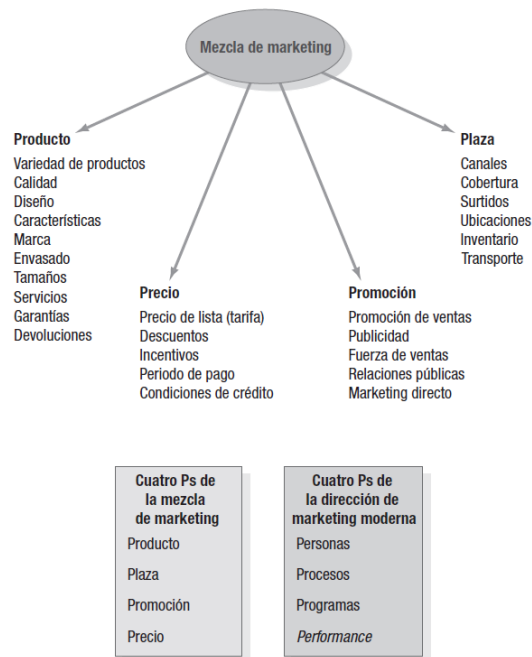 Mezcla de marketing
Producto
Variedad de productos
Calidad
Diseño
Características
Marca
Envasado
Tamaños
Servicios
Garantías
Devoluciones
Precio
Precio de lista (tarifa)
Descuentos
Incentivos
Periodo de pago
Condiciones de crédito
Promoción
Promoción de ventas
Publicidad
Fuerza de ventas
Relaciones públicas
Marketing directo
Plaza
Canales
Cobertura
Surtidos
Ubicaciones
Inventario
Transporte
Cuatro Ps de
la mezcla
de marketing
Producto
Plaza
Promoción
Precio
Cuatro Ps de
la dirección de
marketing moderna
Personas
Procesos
Programas
Performance